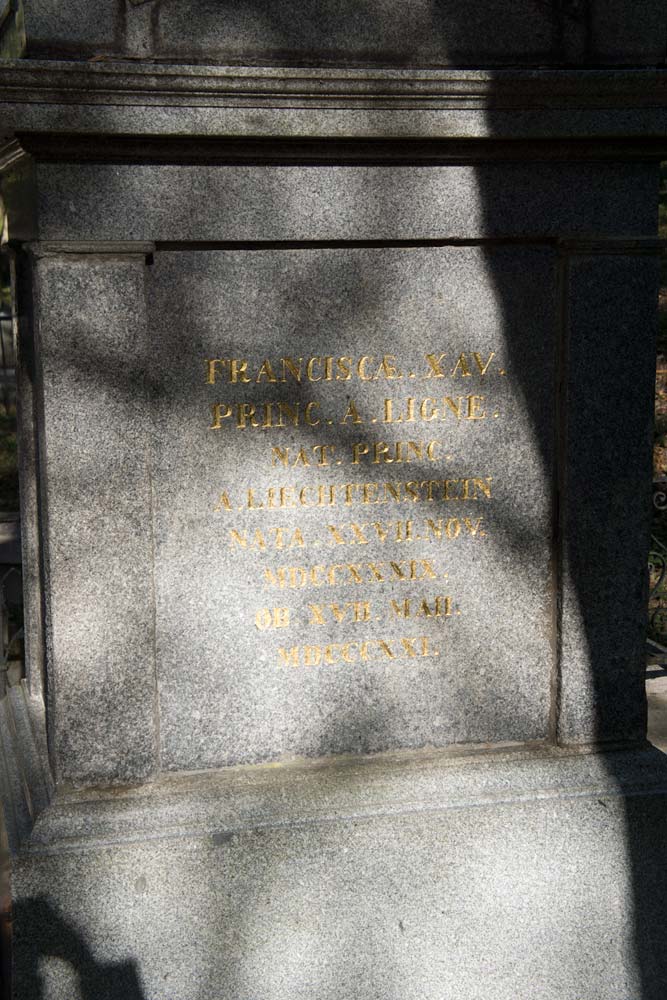 FRANCISCÆ. XAV.
PRINC. A. LIGNE.
NAT. PRINC.
A. LIECHTENSTEIN
NATA. XXVII. NOV.
MDCCXXXIX.
OB. XVII. MAII.
MDCCCXXI.